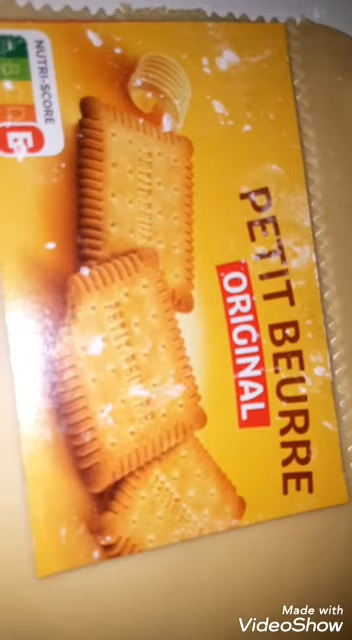 NUTRI-SCORE
B
D
E
PETIT BEURRE
ORIGINAL
Made with
VideoShow